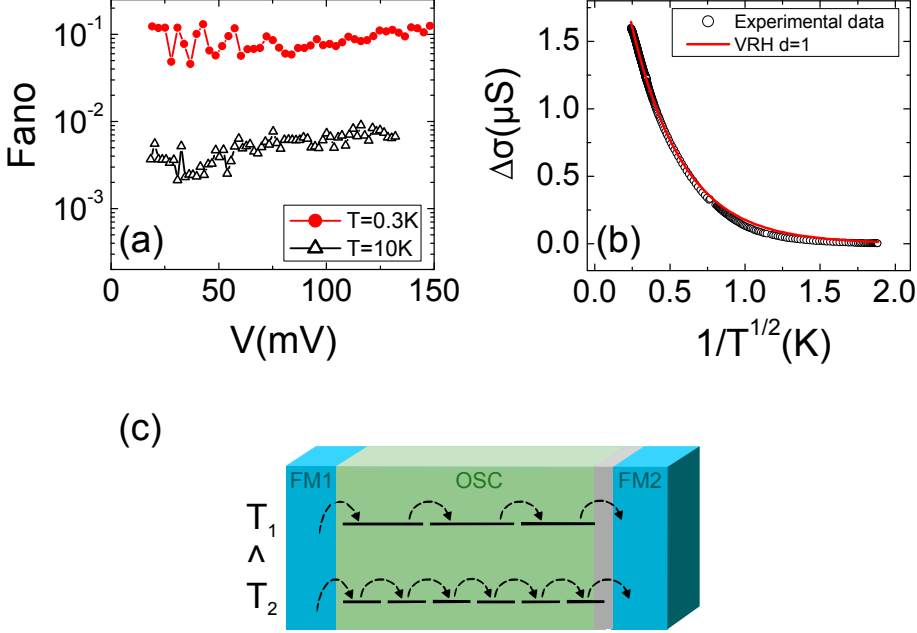 10⁻¹
10⁻²
10⁻³
Fano
(a)
T=0.3K
T=10K
0
50
100
150
V(mV)
1.5
1.0
0.5
0.0
Δσ(μS)
Experimental data
VRH d=1
(b)
0.0
0.5
1.0
1.5
2.0
1/T^{1/2}(K)
(c)
FM1
OSC
FM2
T₁
^
T₂